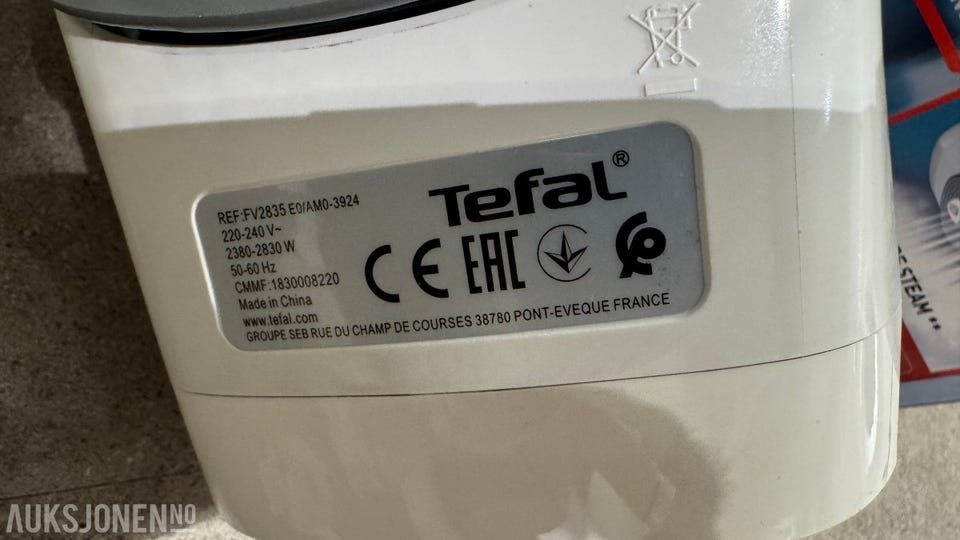 REF:FV2835 E0/AM0-3924
220-240 V~
2380-2830 W
50-60 Hz
CMMF:1830008220
Made in China
www.tefal.com
GROUPE SEB RUE DU CHAMP DE COURSES 38780 PONT-EVEQUE FRANCE
Tefal®
CE EAC
STEAM **
AUKSJONEN.NO